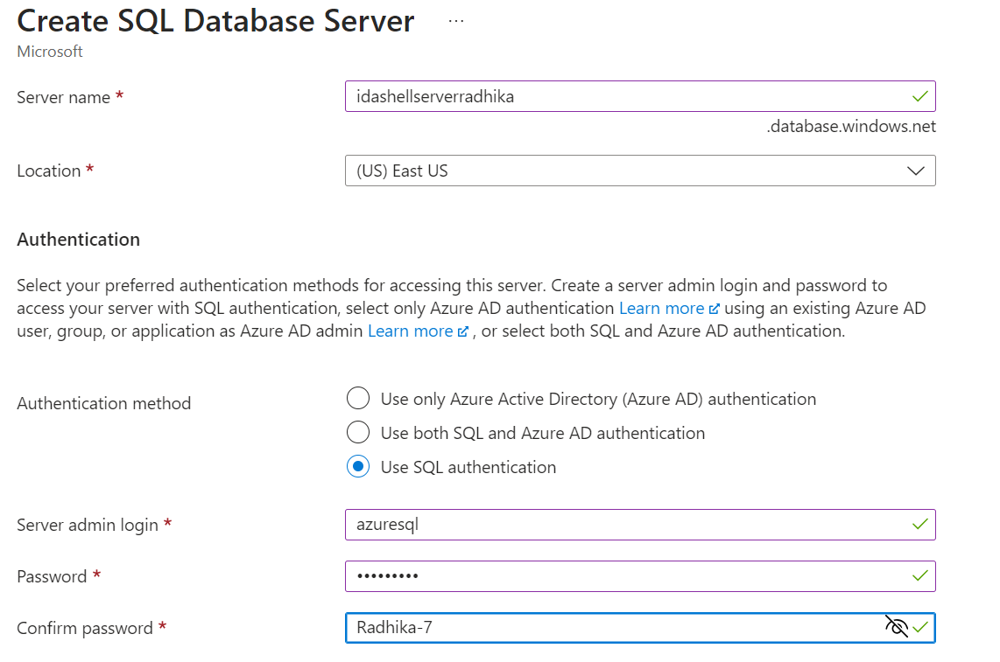 Create SQL Database Server ...
Microsoft
Server name *
idashellserverradhika
.database.windows.net
Location *
(US) East US
Authentication
Select your preferred authentication methods for accessing this server. Create a server admin login and password to
access your server with SQL authentication, select only Azure AD authentication Learn more using an existing Azure AD
user, group, or application as Azure AD admin Learn more , or select both SQL and Azure AD authentication.
Authentication method
Use only Azure Active Directory (Azure AD) authentication
Use both SQL and Azure AD authentication
Use SQL authentication
Server admin login *
azuresql
Password *
•••••••••
Confirm password *
Radhika-7